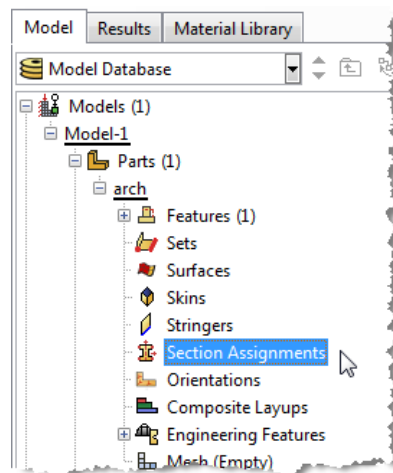 Model Results Material Library
Model Database
Models (1)
Model-1
Parts (1)
arch
Features (1)
Sets
Surfaces
Skins
Stringers
Section Assignments
Orientations
Composite Layups
Engineering Features
Mesh (Empty)